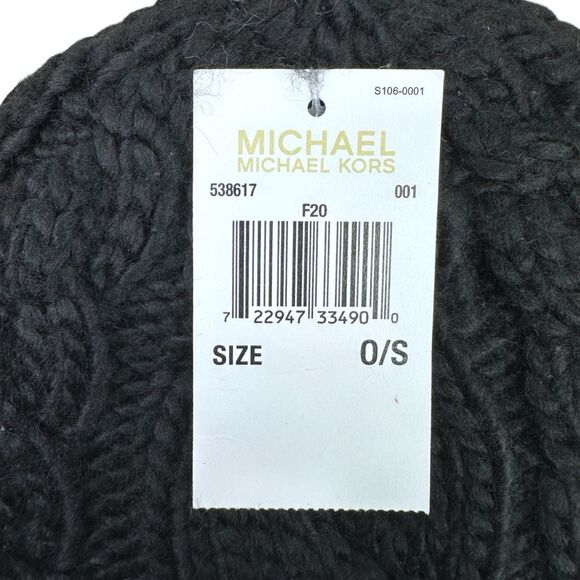 S106-0001
MICHAEL
MICHAEL KORS
538617 001
F20
7 22947 33490 0
SIZE O/S